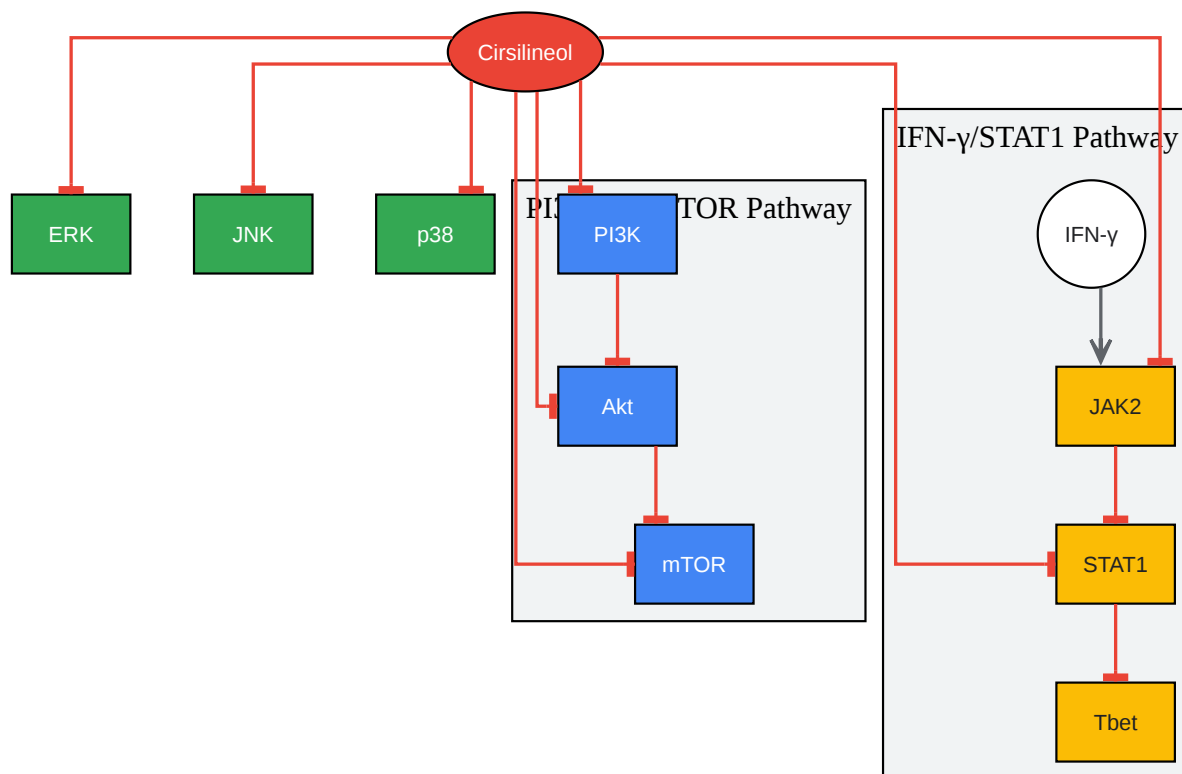 Cirsilineol
IFN-γ/STAT1 Pathway
ERK
JNK
p38
PI3K
TOR Pathway
IFN-γ
Akt
JAK2
mTOR
STAT1
Tbet